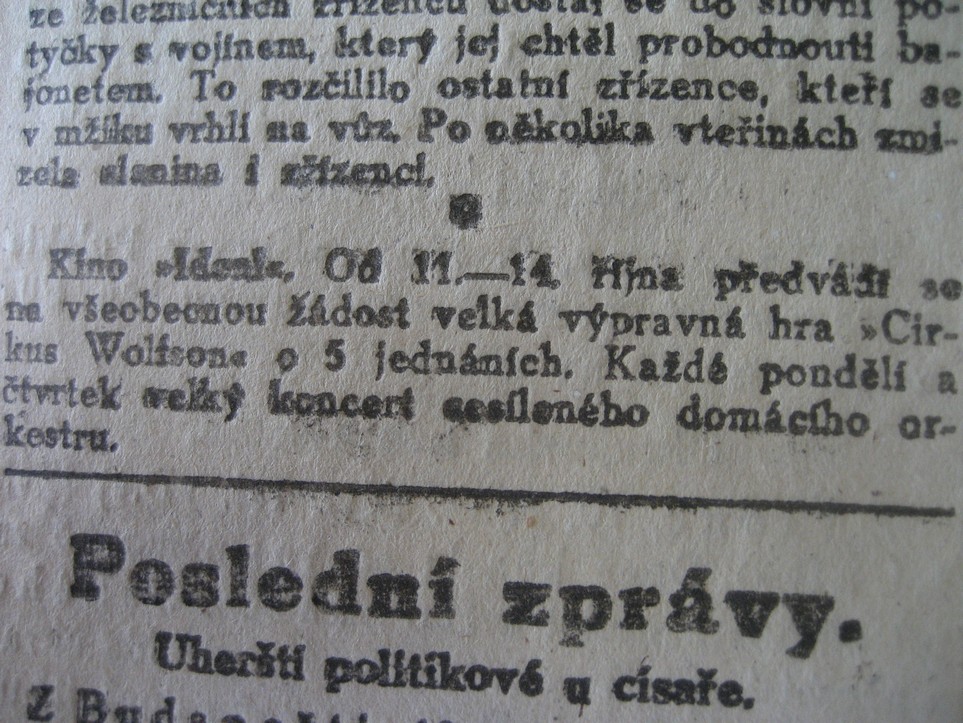 ze železničních zřízenců dostal se do slovní po-
tyčky s vojínem, který jej chtěl probodnouti ba-
jonetem. To rozčililo ostatní zřízence, kteří se
v mžiku vrhli na vůz. Po několika vteřinách zmi-
zela slanina i zřízenci.
Kino »Ideal«. Od 11.—14. října předvádí se
na všeobecnou žádost velká výpravná hra »Cir-
kus Wolfson« o 5 jednáních. Každé pondělí a
čtvrtek velký koncert sesíleného domácího or-
kestru.
Poslední zprávy.
Uherští politikové u císaře.
Z Budapešti